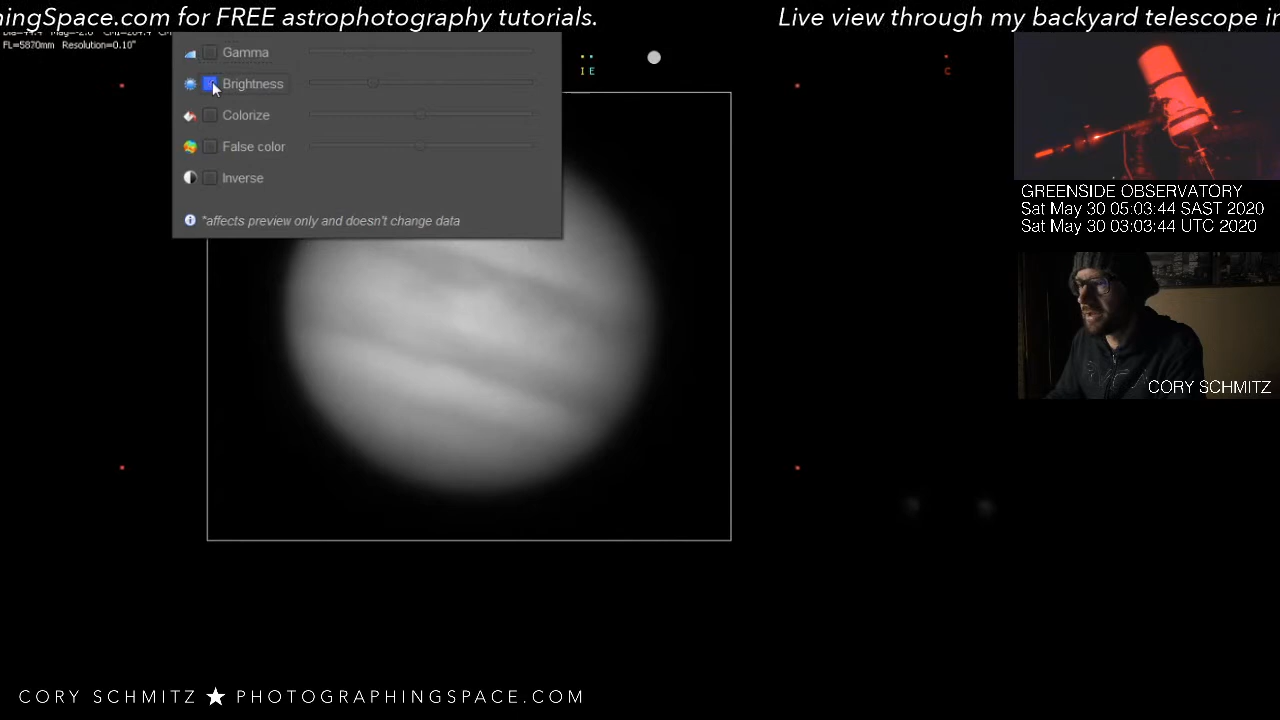 ingSpace.com for FREE astrophotography tutorials.
Live view through my backyard telescope in
FL=5870mm Resolution=0.10"
Gamma
I E
C
Brightness
Colorize
False color
Inverse
*affects preview only and doesn't change data
GREENSIDE OBSERVATORY
Sat May 30 05:03:44 SAST 2020
Sat May 30 03:03:44 UTC 2020
CORY SCHMITZ
CORY SCHMITZ ★ PHOTOGRAPHINGSPACE.COM